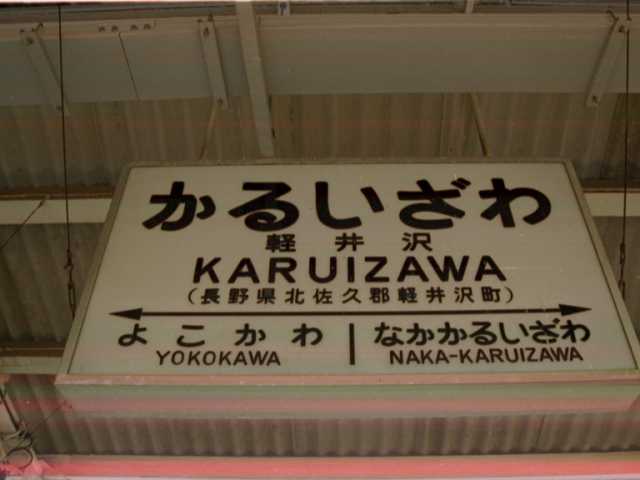 かるいざわ
軽井沢
KARUIZAWA
(長野県北佐久郡軽井沢町)
よこかわ なかかるいざわ
YOKOKAWA NAKA-KARUIZAWA